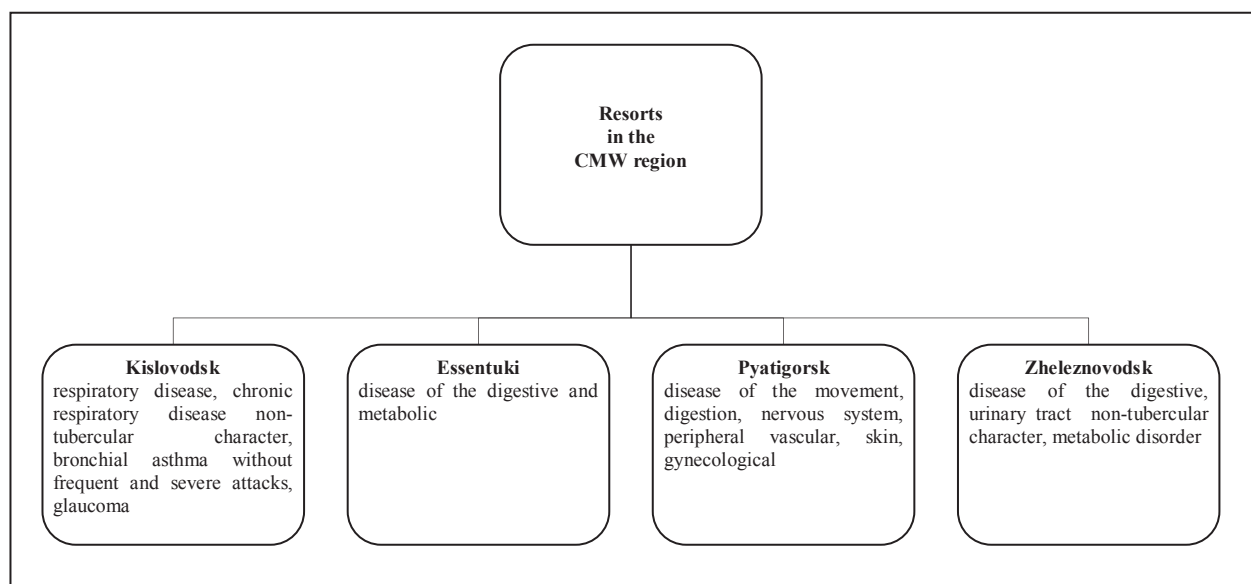 Resorts
in the
CMW region
Kislovodsk
respiratory disease, chronic
respiratory disease non-
tubercular character,
bronchial asthma without
frequent and severe attacks,
glaucoma
Essentuki
disease of the digestive and
metabolic
Pyatigorsk
disease of the movement,
digestion, nervous system,
peripheral vascular, skin,
gynecological
Zheleznovodsk
disease of the digestive,
urinary tract non-tubercular
character, metabolic disorder